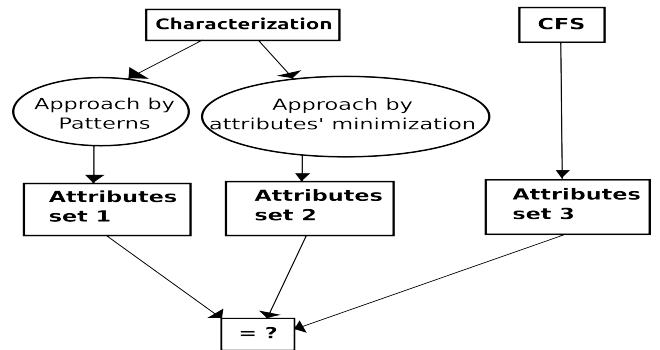 Characterization
CFS
Approach by
Patterns
Approach by
attributes' minimization
Attributes
set 1
Attributes
set 2
Attributes
set 3
= ?